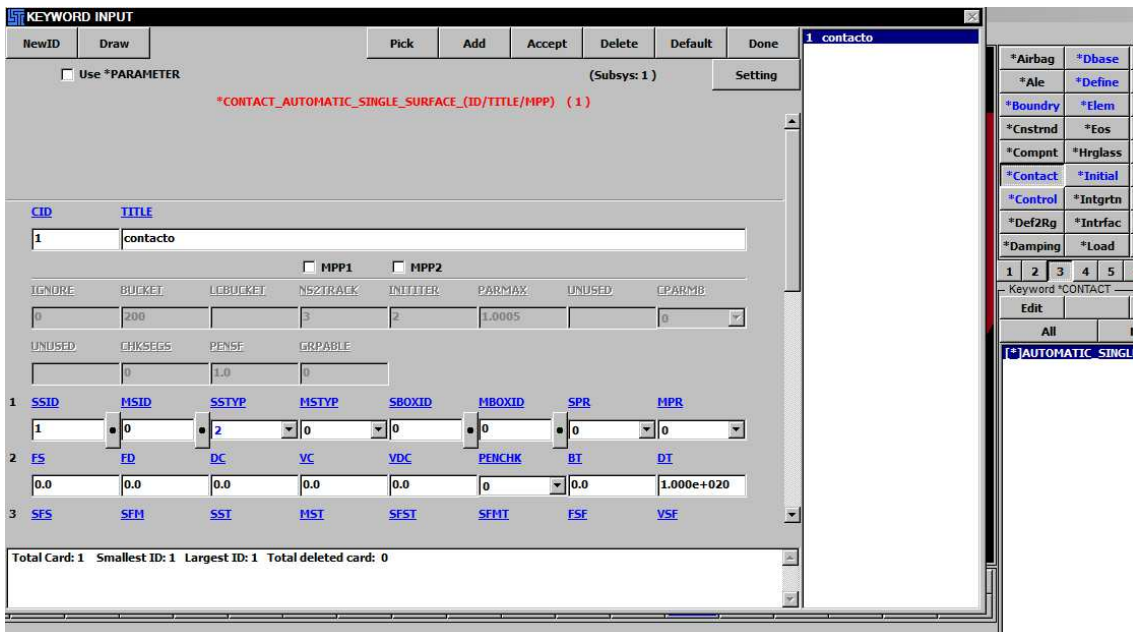 KEYWORD INPUT
NewID Draw Pick Add Accept Delete Default Done
Use *PARAMETER (Subsys: 1 ) Setting
*CONTACT_AUTOMATIC_SINGLE_SURFACE_(ID/TITLE/MPP) ( 1 )
CID TITLE
1 contacto
MPP1 MPP2
IGNORE BUCKET LCBUCKET NS2TRACK INITITER PARMAX UNUSED CPARM8
0 200 3 2 1.0005 0
UNUSED CHKSEGS PENSF GRPABLE
0 1.0 0
1 SSID MSID SSTYP MSTYP SBOXID MBOXID SPR MPR
1 0 2 0 0 0 0 0
2 FS FD DC VC VDC PENCHK BT DT
0.0 0.0 0.0 0.0 0.0 0 0.0 1.000e+020
3 SFS SFM SST MST SFST SFMT FSF VSF
Total Card: 1 Smallest ID: 1 Largest ID: 1 Total deleted card: 0
1 contacto
*Airbag *Dbase
*Ale *Define
*Boundry *Elem
*Cnstrnd *Eos
*Compnt *Hrglass
*Contact *Initial
*Control *Intgrtn
*Def2Rg *Intrfac
*Damping *Load
1 2 3 4 5
Keyword *CONTACT
Edit
All
[*]AUTOMATIC_SINGL